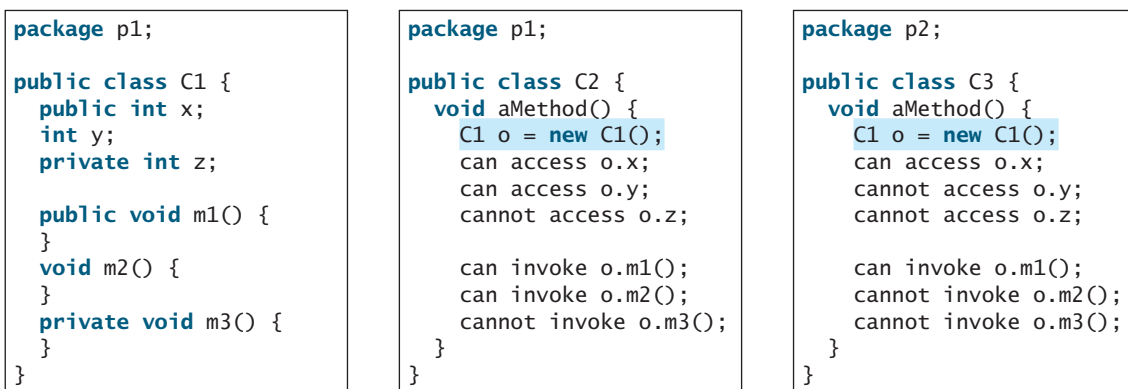 package p1;
public class C1 {
public int x;
int y;
private int z;
public void m1() {
}
void m2() {
}
private void m3() {
}
}
package p1;
public class C2 {
void aMethod() {
C1 o = new C1();
can access o.x;
can access o.y;
cannot access o.z;
can invoke o.m1();
can invoke o.m2();
cannot invoke o.m3();
}
}
package p2;
public class C3 {
void aMethod() {
C1 o = new C1();
can access o.x;
cannot access o.y;
cannot access o.z;
can invoke o.m1();
cannot invoke o.m2();
cannot invoke o.m3();
}
}